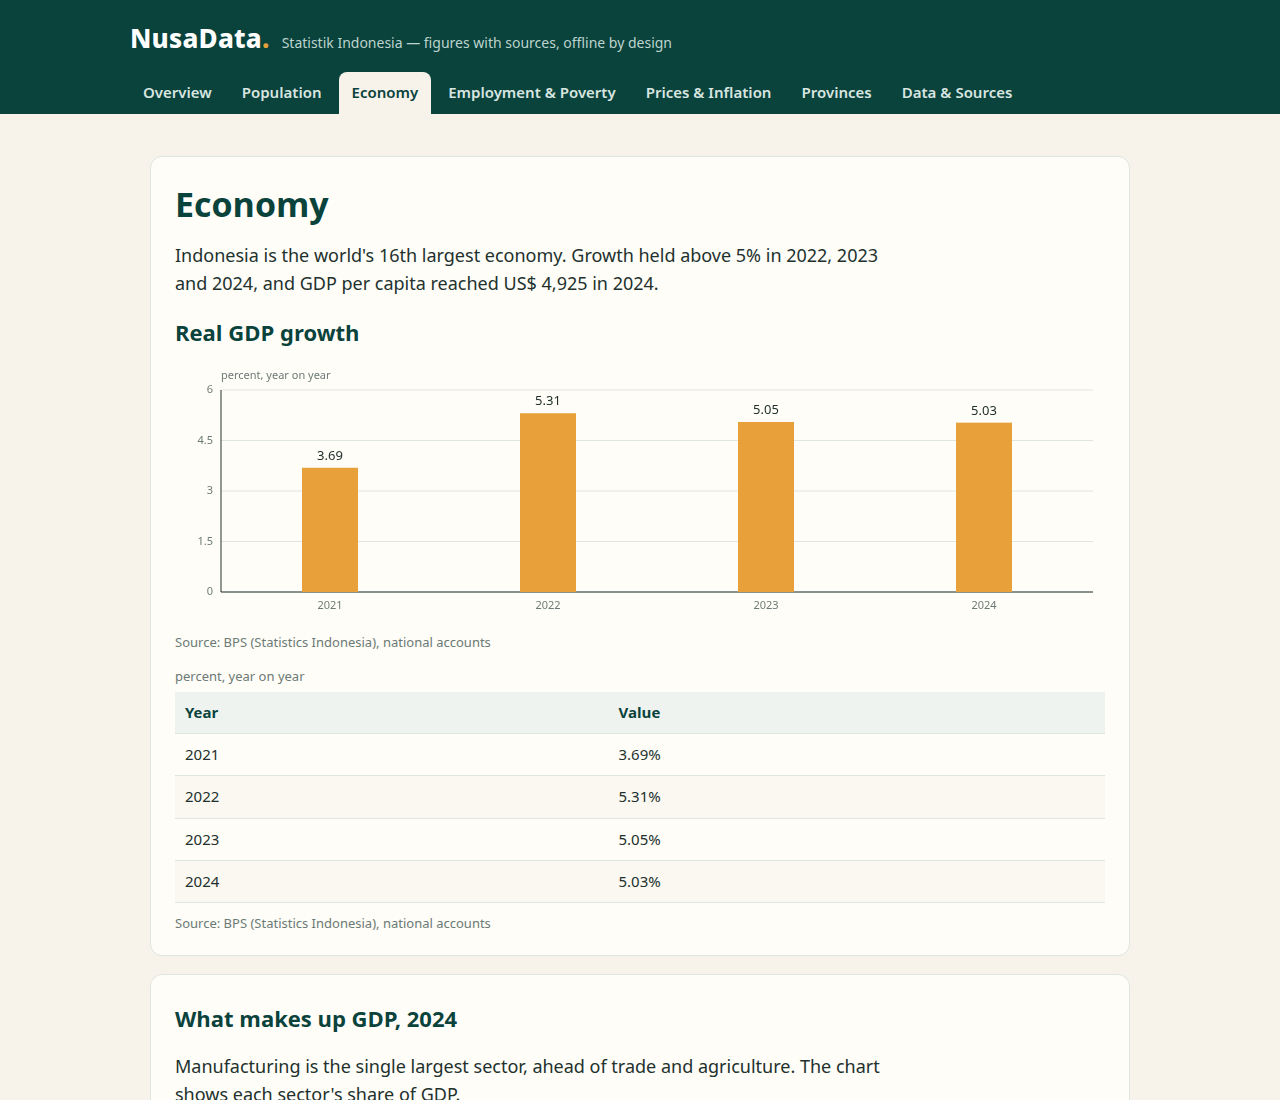 NusaData. Statistik Indonesia — figures with sources, offline by design
Overview Population Economy Employment & Poverty Prices & Inflation Provinces Data & Sources
Economy
Indonesia is the world's 16th largest economy. Growth held above 5% in 2022, 2023
and 2024, and GDP per capita reached US$ 4,925 in 2024.
Real GDP growth
percent, year on year
6
4.5
3
1.5
0
3.69
5.31
5.05
5.03
2021 2022 2023 2024
Source: BPS (Statistics Indonesia), national accounts
percent, year on year
Year Value
2021 3.69%
2022 5.31%
2023 5.05%
2024 5.03%
Source: BPS (Statistics Indonesia), national accounts
What makes up GDP, 2024
Manufacturing is the single largest sector, ahead of trade and agriculture. The chart
shows each sector's share of GDP.